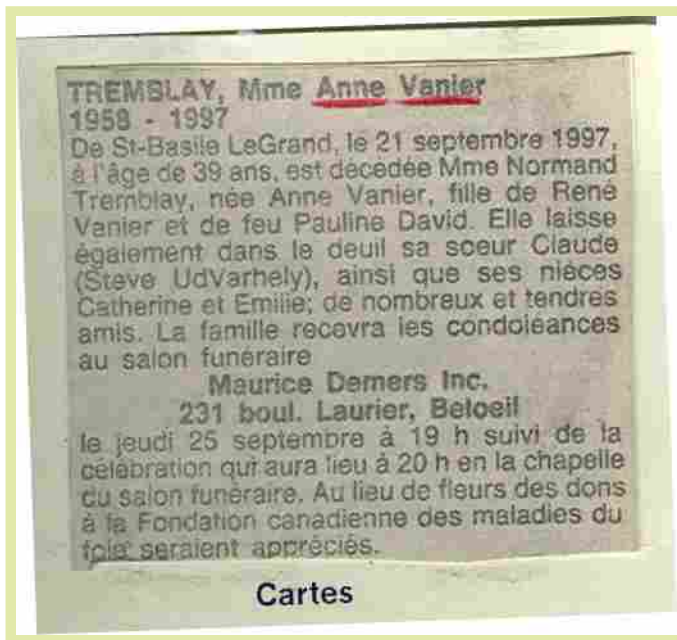 TREMBLAY, Mme Anne Vanier
1958 - 1997
De St-Basile LeGrand, le 21 septembre 1997,
à l'âge de 39 ans, est décédée Mme Normand
Tremblay, née Anne Vanier, fille de René
Vanier et de feu Pauline David. Elle laisse
également dans le deuil sa soeur Claude
(Steve UdVarhely), ainsi que ses nièces
Catherine et Emilie; de nombreux et tendres
amis. La famille recevra les condoléances
au salon funéraire
Maurice Demers Inc.
231 boul. Laurier, Beloeil
le jeudi 25 septembre à 19 h suivi de la
célébration qui aura lieu à 20 h en la chapelle
du salon funéraire. Au lieu de fleurs des dons
à la Fondation canadienne des maladies du
foie seraient appréciés.
Cartes